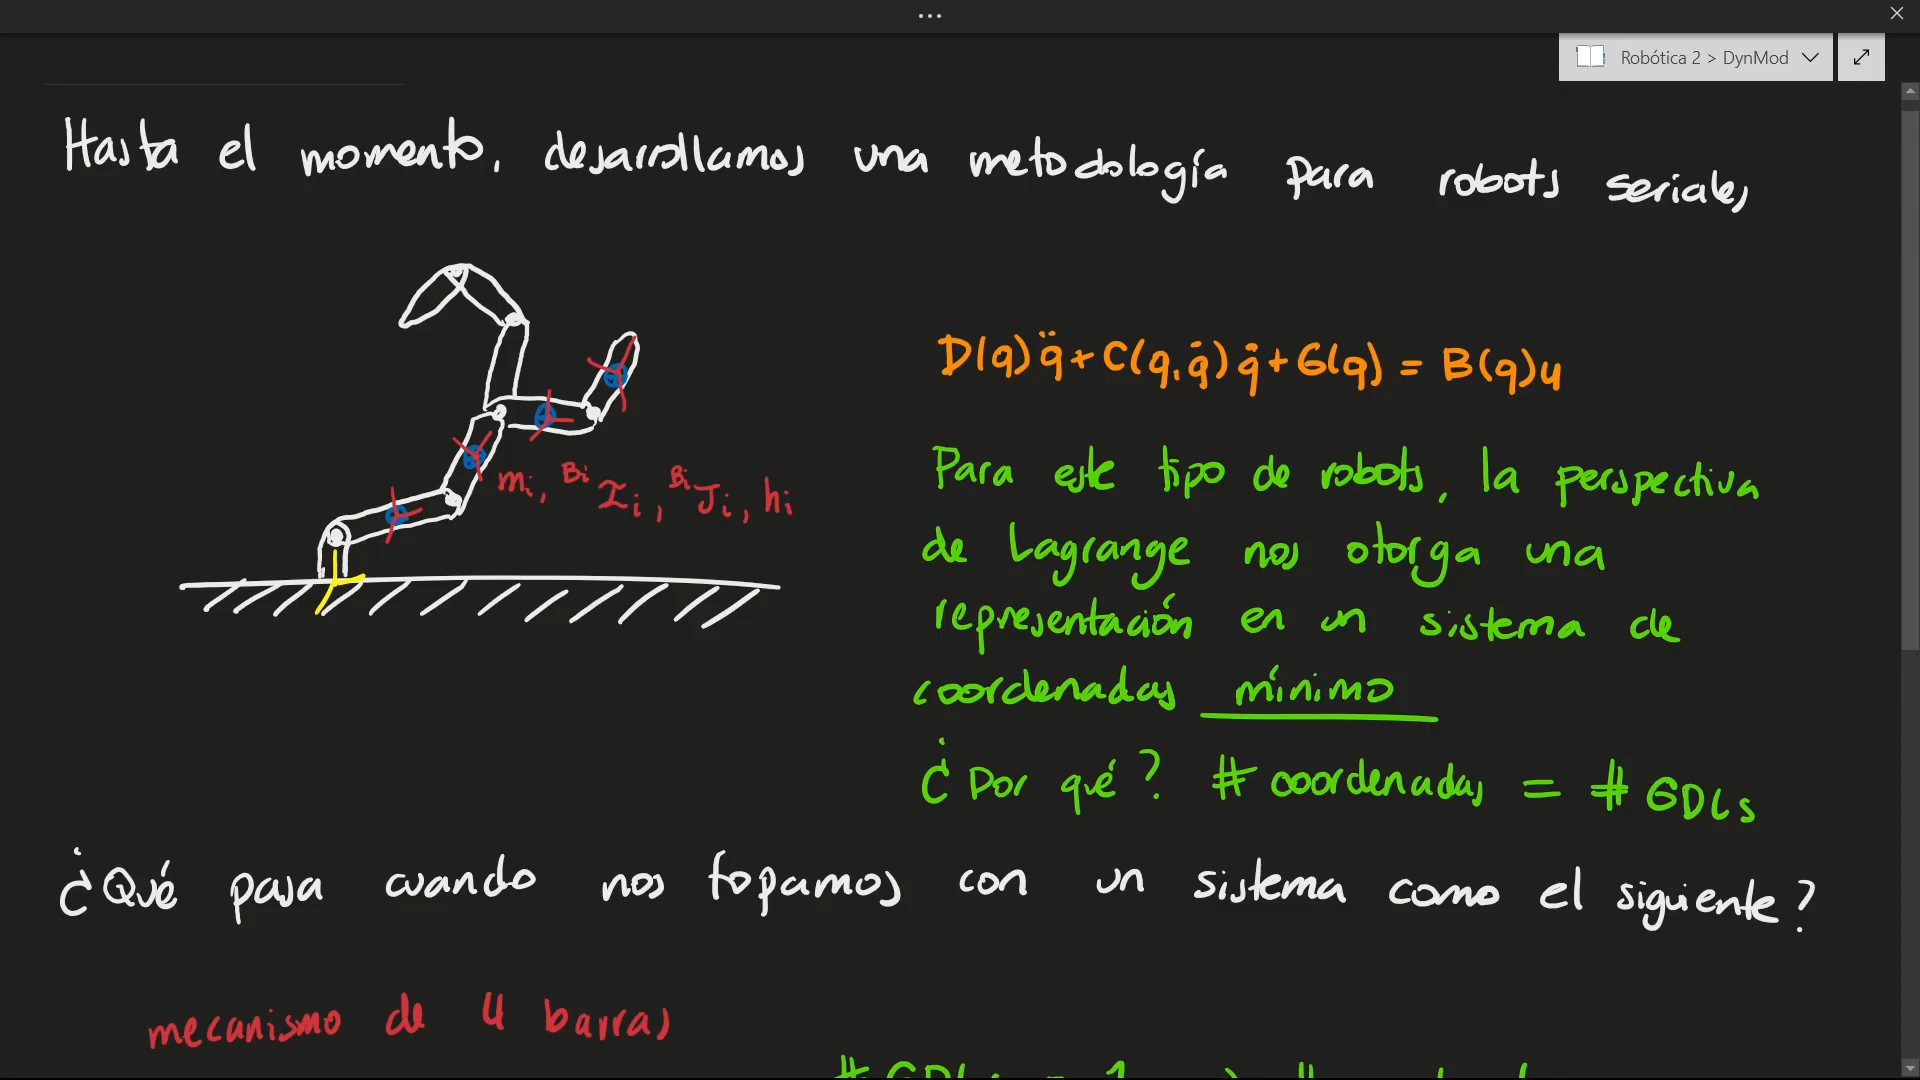 Robótica 2 > DynMod
Hasta el momento, desarrollamos una metodología para robots seriales
D(q)q̈ + C(q,q̇)q̇ + G(q) = B(q)u
mi, ᴮⁱIi, ᴮⁱJi, hi
Para este tipo de robots, la perspectiva
de Lagrange nos otorga una
representación en un sistema de
coordenadas mínimo
¿Por qué? # coordenadas = # GDLs
¿Qué pasa cuando nos topamos con un sistema como el siguiente?
mecanismo de 4 barras
# GDLs = 1